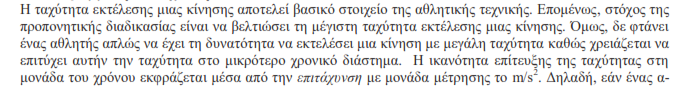 Η ταχύτητα εκτέλεσης μιας κίνησης αποτελεί βασικό στοιχείο της αθλητικής τεχνικής. Επομένως, στόχος της
προπονητικής διαδικασίας είναι να βελτιώσει τη μέγιστη ταχύτητα εκτέλεσης μιας κίνησης. Όμως, δε φτάνει
ένας αθλητής απλώς να έχει τη δυνατότητα να εκτελέσει μια κίνηση με μεγάλη ταχύτητα καθώς χρειάζεται να
επιτύχει αυτήν την ταχύτητα στο μικρότερο χρονικό διάστημα. Η ικανότητα επίτευξης της ταχύτητας στη
μονάδα του χρόνου εκφράζεται μέσα από την επιτάχυνση με μονάδα μέτρησης το m/s². Δηλαδή, εάν ένας α-